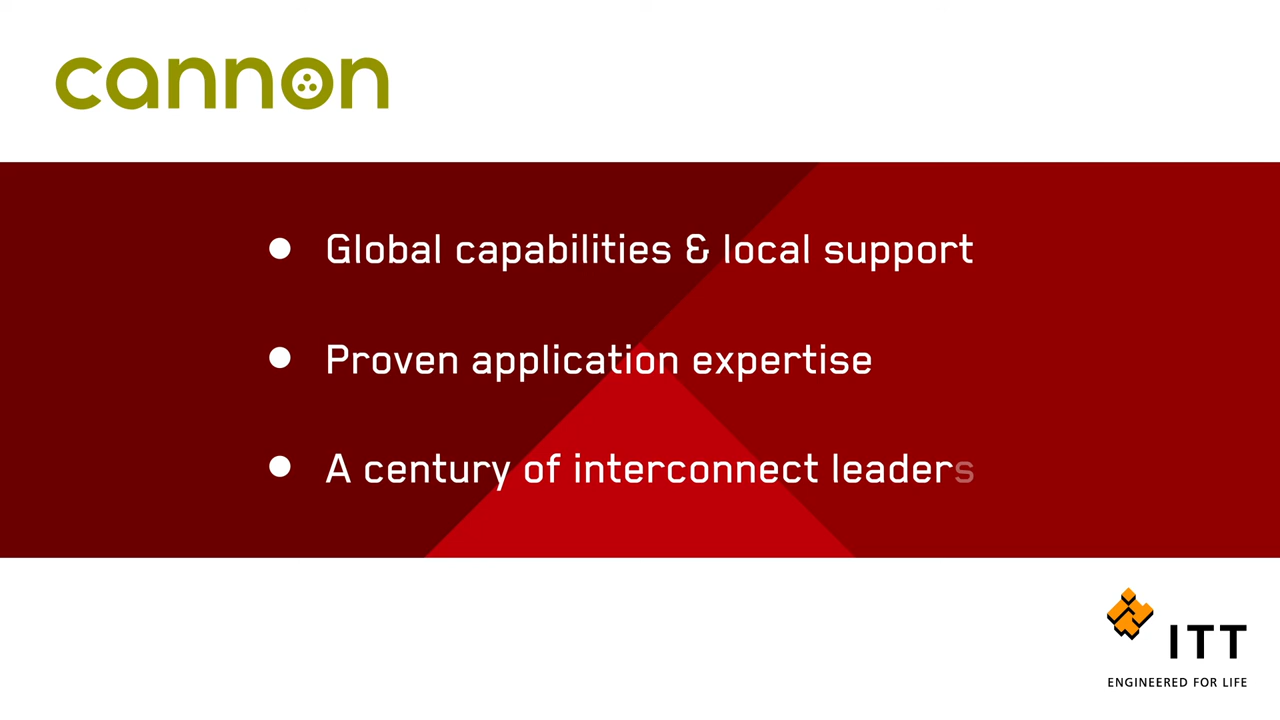 cannon
Global capabilities & local support
Proven application expertise
A century of interconnect leaders
ITT
ENGINEERED FOR LIFE